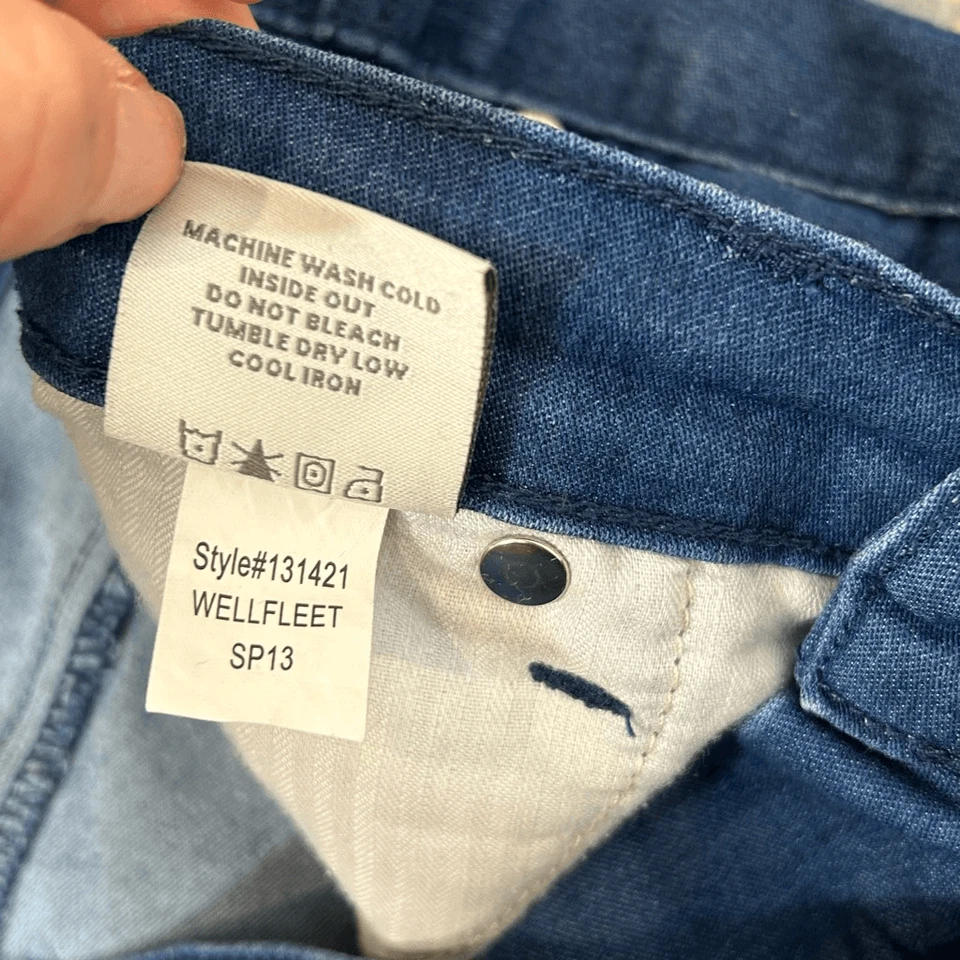 MACHINE WASH COLD
INSIDE OUT
DO NOT BLEACH
TUMBLE DRY LOW
COOL IRON
Style#131421
WELLFLEET
SP13